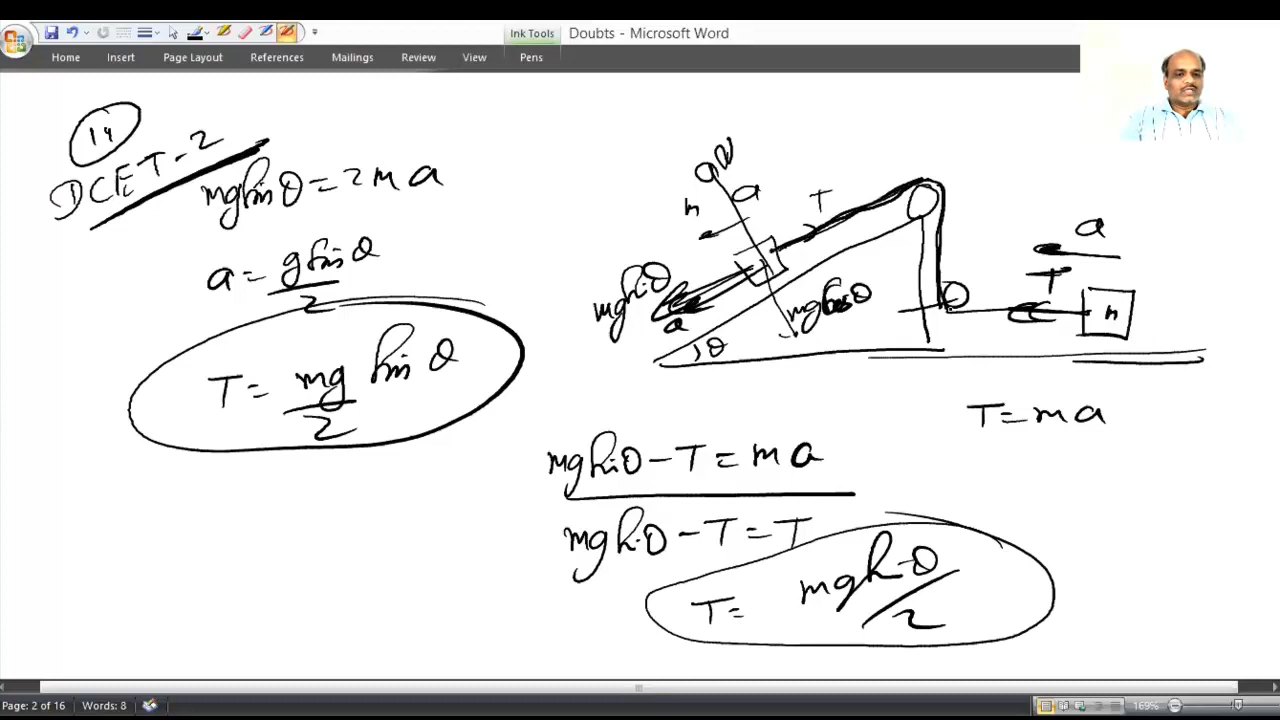 Ink Tools
Doubts - Microsoft Word
Home Insert Page Layout References Mailings Review View Pens
14
DCET-2
mg sin θ = 2 m a
a = g sin θ / 2
T = mg/2 sin θ
N
a
T
mg sin θ
a
mg cos θ
θ
a
T
m
T = m a
mg sin θ - T = m a
mg sin θ - T = T
T = mg sin θ / 2
Page: 2 of 16 Words: 8 169%